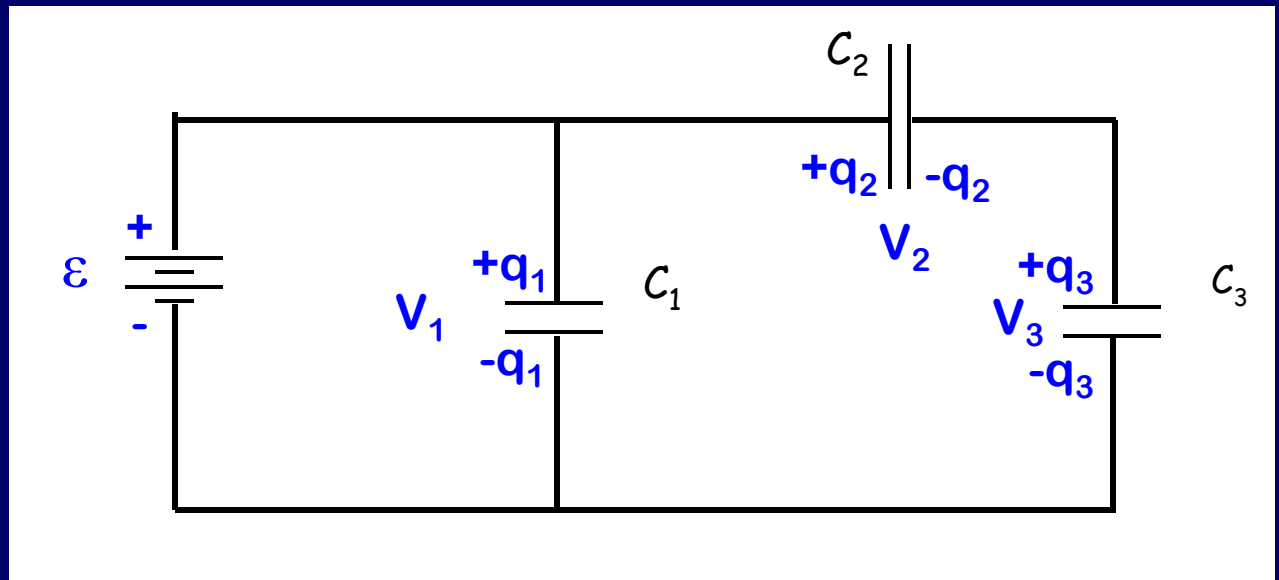 C₂
+q₂
-q₂
V₂
+
ε
-
+q₁
V₁
-q₁
C₁
+q₃
V₃
-q₃
C₃